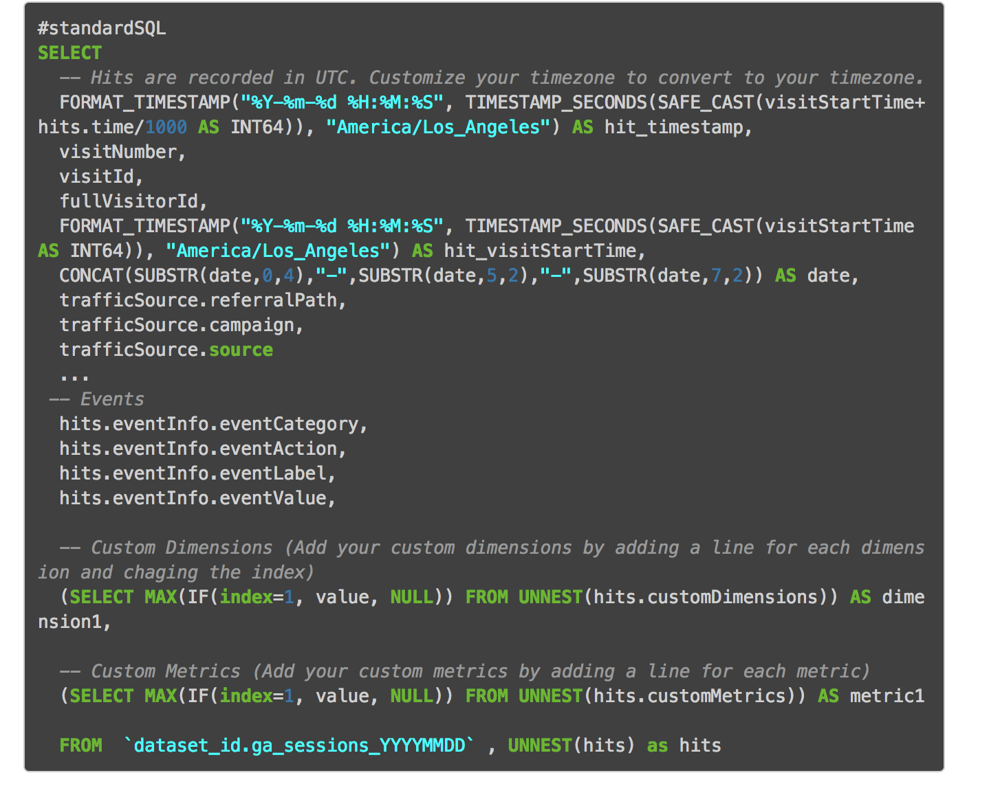 #standardSQL
SELECT
  -- Hits are recorded in UTC. Customize your timezone to convert to your timezone.
  FORMAT_TIMESTAMP("%Y-%m-%d %H:%M:%S", TIMESTAMP_SECONDS(SAFE_CAST(visitStartTime+
hits.time/1000 AS INT64)), "America/Los_Angeles") AS hit_timestamp,
  visitNumber,
  visitId,
  fullVisitorId,
  FORMAT_TIMESTAMP("%Y-%m-%d %H:%M:%S", TIMESTAMP_SECONDS(SAFE_CAST(visitStartTime
AS INT64)), "America/Los_Angeles") AS hit_visitStartTime,
  CONCAT(SUBSTR(date,0,4),"-",SUBSTR(date,5,2),"-",SUBSTR(date,7,2)) AS date,
  trafficSource.referralPath,
  trafficSource.campaign,
  trafficSource.source
  ...
 -- Events
  hits.eventInfo.eventCategory,
  hits.eventInfo.eventAction,
  hits.eventInfo.eventLabel,
  hits.eventInfo.eventValue,
  -- Custom Dimensions (Add your custom dimensions by adding a line for each dimens
ion and chaging the index)
  (SELECT MAX(IF(index=1, value, NULL)) FROM UNNEST(hits.customDimensions)) AS dime
nsion1,
  -- Custom Metrics (Add your custom metrics by adding a line for each metric)
  (SELECT MAX(IF(index=1, value, NULL)) FROM UNNEST(hits.customMetrics)) AS metric1
  FROM  `dataset_id.ga_sessions_YYYYMMDD` , UNNEST(hits) as hits